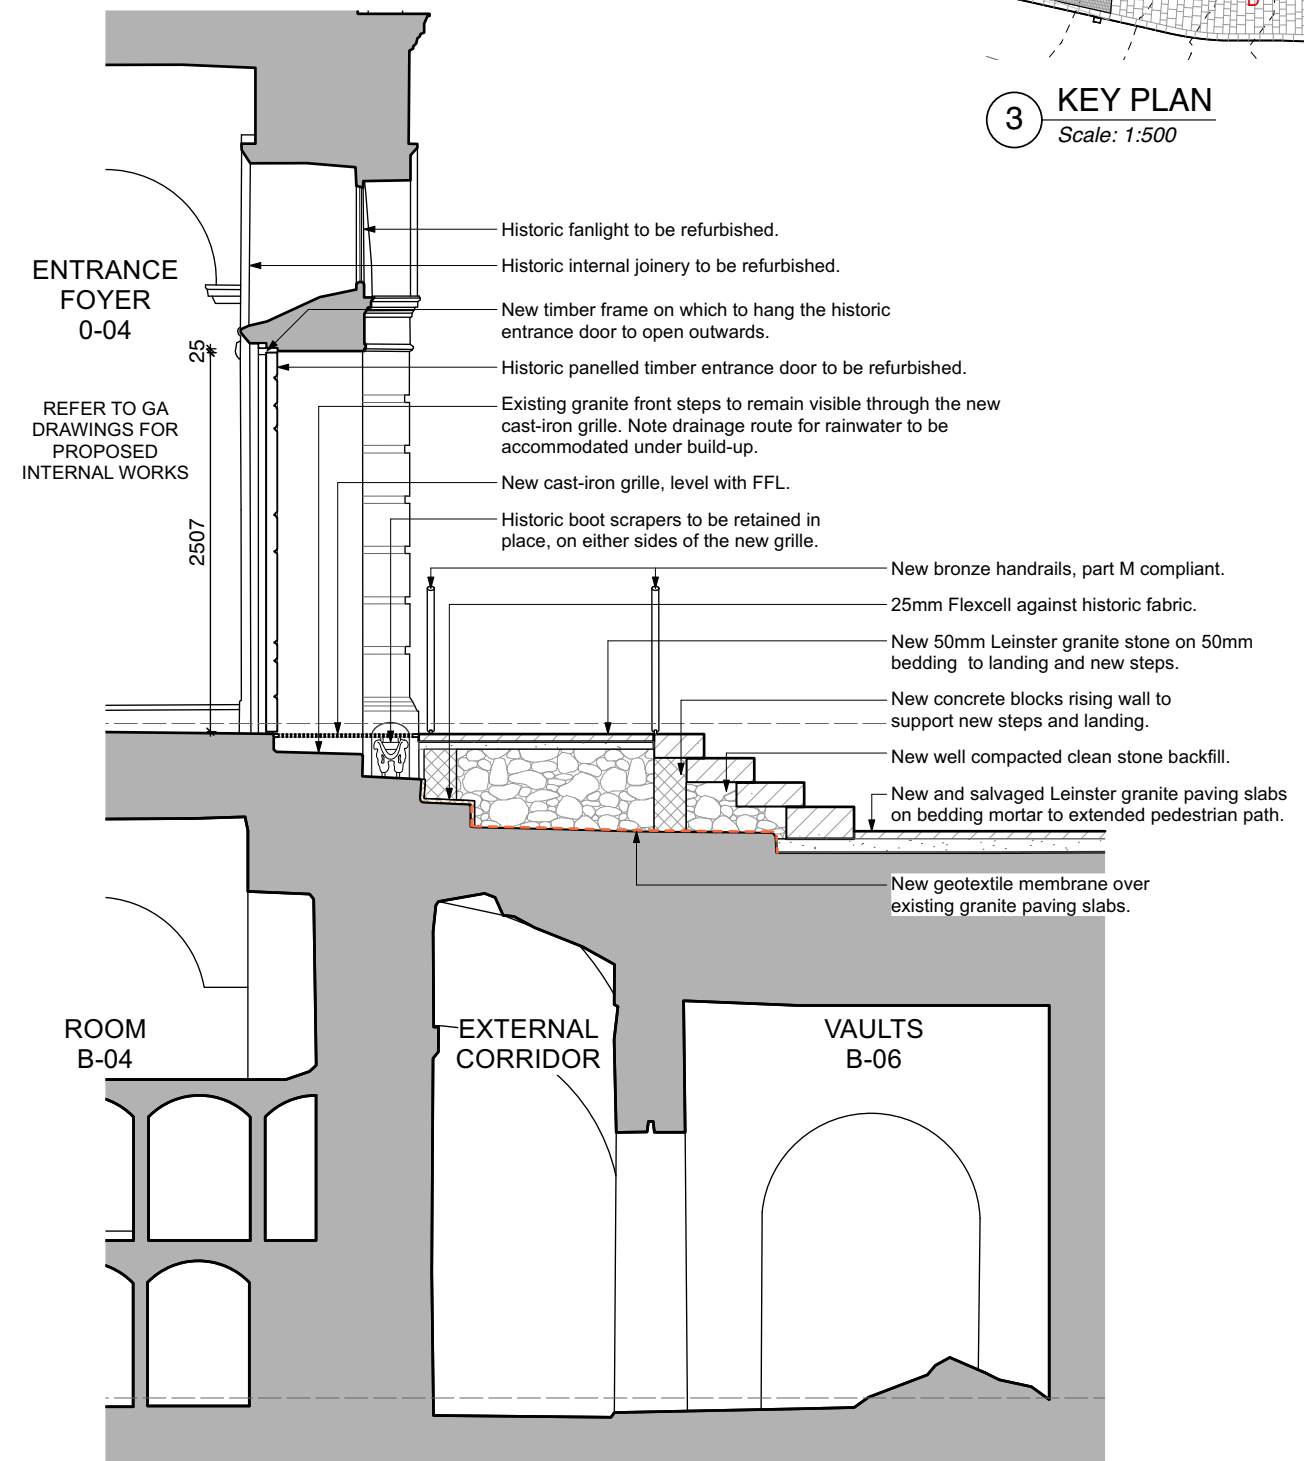 D
3
KEY PLAN
Scale: 1:500
Historic fanlight to be refurbished.
Historic internal joinery to be refurbished.
ENTRANCE
FOYER
0-04
New timber frame on which to hang the historic
entrance door to open outwards.
25
Historic panelled timber entrance door to be refurbished.
REFER TO GA
DRAWINGS FOR
PROPOSED
INTERNAL WORKS
Existing granite front steps to remain visible through the new
cast-iron grille. Note drainage route for rainwater to be
accommodated under build-up.
New cast-iron grille, level with FFL.
2507
Historic boot scrapers to be retained in
place, on either sides of the new grille.
New bronze handrails, part M compliant.
25mm Flexcell against historic fabric.
New 50mm Leinster granite stone on 50mm
bedding to landing and new steps.
New concrete blocks rising wall to
support new steps and landing.
New well compacted clean stone backfill.
New and salvaged Leinster granite paving slabs
on bedding mortar to extended pedestrian path.
New geotextile membrane over
existing granite paving slabs.
ROOM
B-04
EXTERNAL
CORRIDOR
VAULTS
B-06